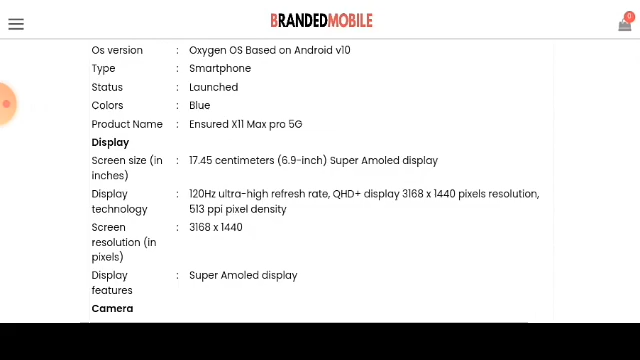 BRANDEDMOBILE
0
Os version : Oxygen OS Based on Android v10
Type : Smartphone
Status : Launched
Colors : Blue
Product Name : Ensured X11 Max pro 5G
Display
Screen size (in : 17.45 centimeters (6.9-inch) Super Amoled display
inches)
Display : 120Hz ultra-high refresh rate, QHD+ display 3168 x 1440 pixels resolution,
technology 513 ppi pixel density
Screen : 3168 x 1440
resolution (in
pixels)
Display : Super Amoled display
features
Camera